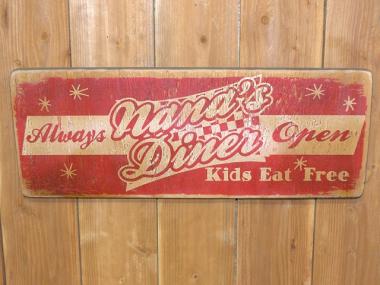 Always Nana's Diner Open
Kids Eat Free